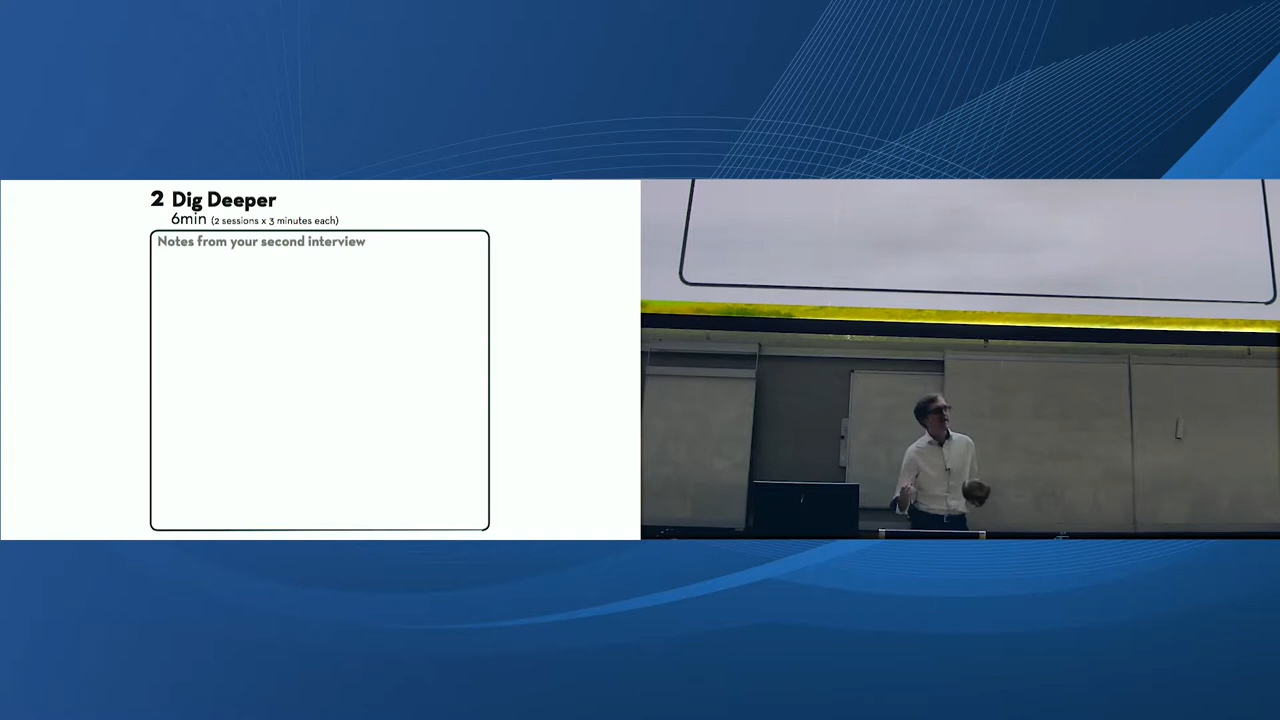 2 Dig Deeper
6min (2 sessions x 3 minutes each)
Notes from your second interview